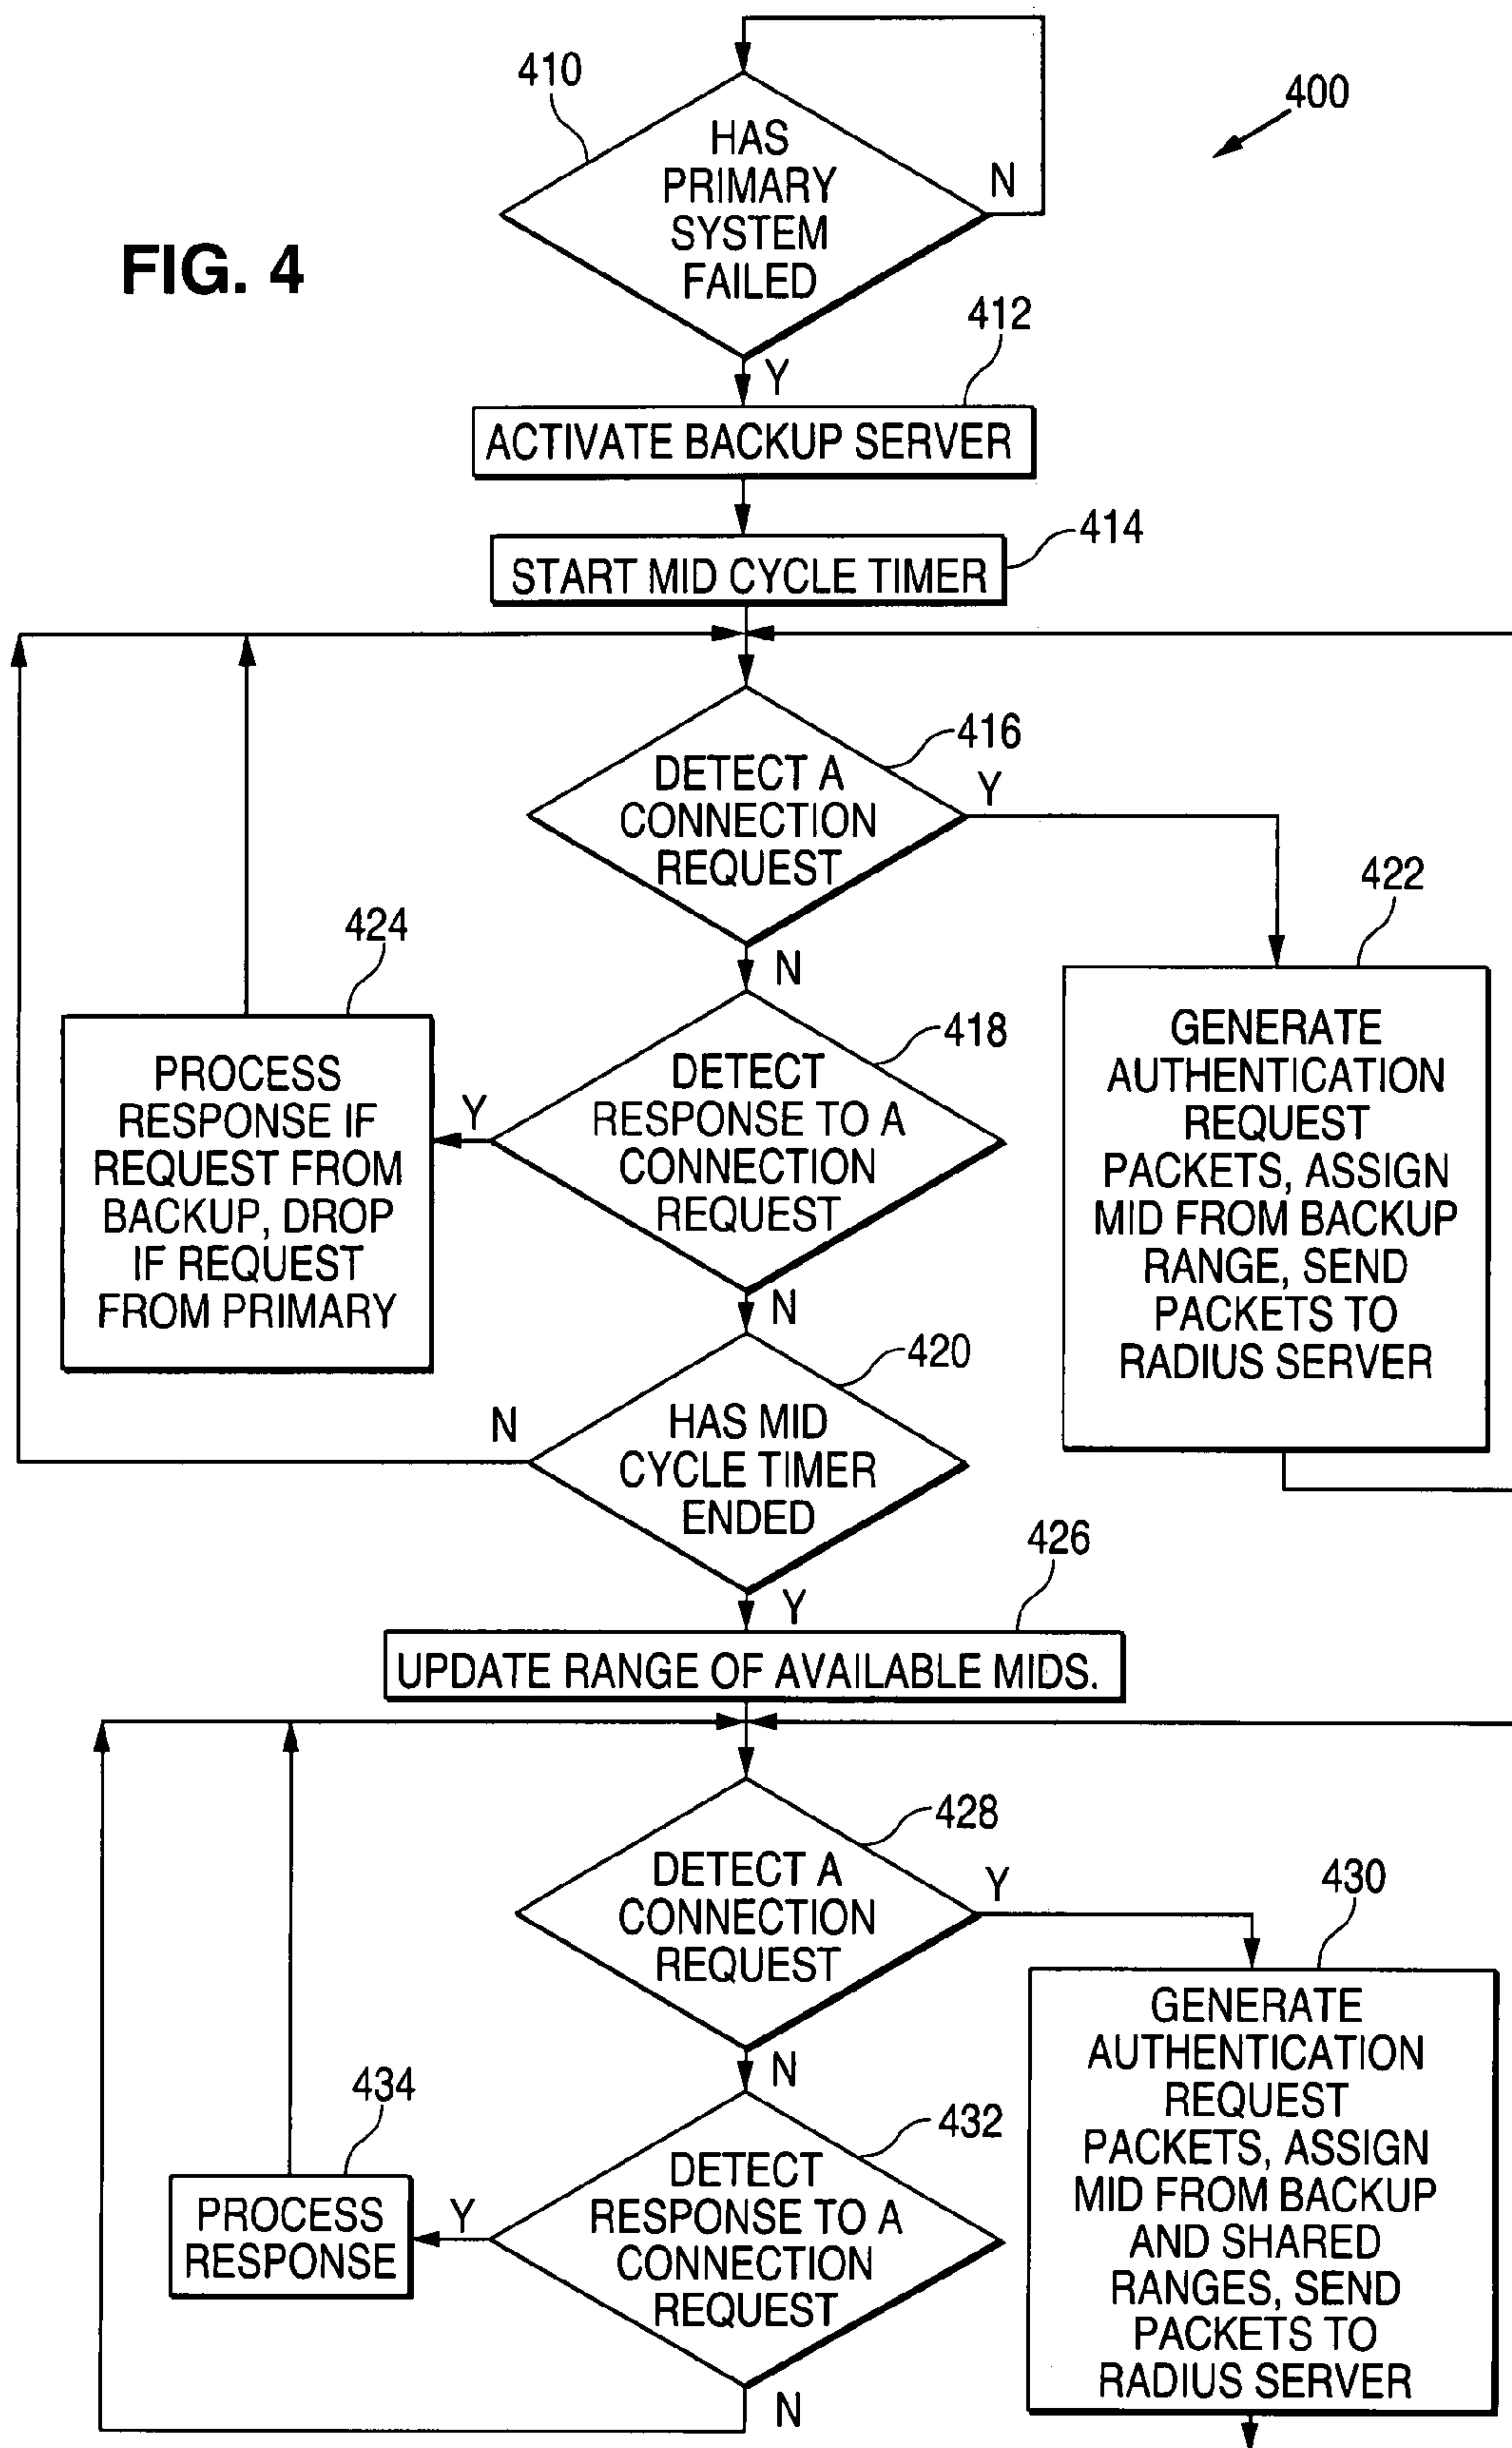 410
400
HAS
PRIMARY
SYSTEM
FAILED
N
FIG. 4
412
Y
ACTIVATE BACKUP SERVER
414
START MID CYCLE TIMER
416
DETECT A
CONNECTION
REQUEST
Y
422
424
N
GENERATE
AUTHENTICATION
REQUEST
PACKETS, ASSIGN
MID FROM BACKUP
RANGE, SEND
PACKETS TO
RADIUS SERVER
418
PROCESS
RESPONSE IF
REQUEST FROM
BACKUP, DROP
IF REQUEST
FROM PRIMARY
Y
DETECT
RESPONSE TO A
CONNECTION
REQUEST
N
420
N
HAS MID
CYCLE TIMER
ENDED
426
Y
UPDATE RANGE OF AVAILABLE MIDS.
428
DETECT A
CONNECTION
REQUEST
Y
430
GENERATE
AUTHENTICATION
REQUEST
PACKETS, ASSIGN
MID FROM BACKUP
AND SHARED
RANGES, SEND
PACKETS TO
RADIUS SERVER
N
434
432
PROCESS
RESPONSE
Y
DETECT
RESPONSE TO A
CONNECTION
REQUEST
N